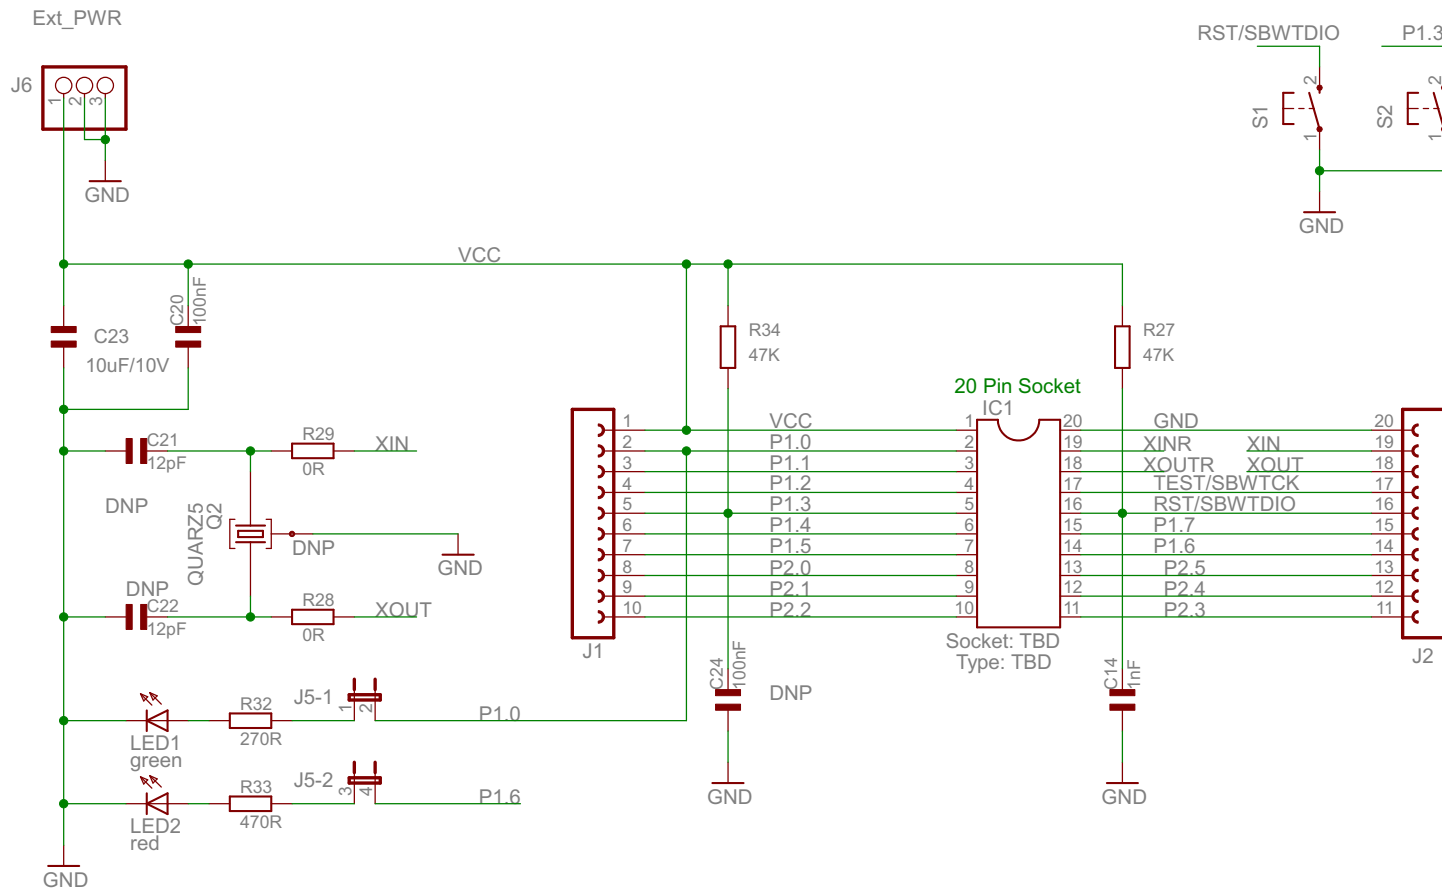 Ext_PWR
J6
1
2
3
GND
RST/SBWTDIO
P1.3
S1
2
1
S2
2
1
GND
VCC
C23
10uF/10V
C20
100nF
R34
47K
R27
47K
20 Pin Socket
IC1
C21
12pF
DNP
R29
0R
XIN
QUARZ5
Q2
DNP
GND
DNP
C22
12pF
R28
0R
XOUT
1 VCC 1 20 GND 20
2 P1.0 2 19 XINR XIN 19
3 P1.1 3 18 XOUTR XOUT 18
4 P1.2 4 17 TEST/SBWTCK 17
5 P1.3 5 16 RST/SBWTDIO 16
6 P1.4 6 15 P1.7 15
7 P1.5 7 14 P1.6 14
8 P2.0 8 13 P2.5 13
9 P2.1 9 12 P2.4 12
10 P2.2 10 11 P2.3 11
J1
Socket: TBD
Type: TBD
J2
C24
100nF
DNP
GND
C14
1nF
GND
LED1
green
R32
270R
J5-1
1
2
P1.0
LED2
red
R33
470R
J5-2
3
4
P1.6
GND